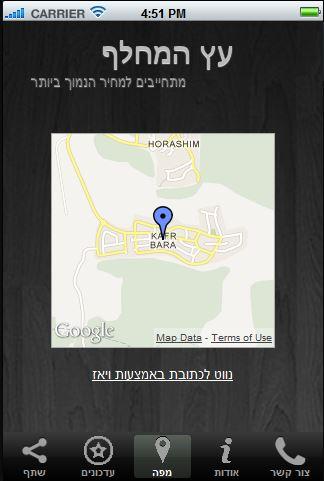 CARRIER 4:51 PM
עץ המחלף
מתחייבים למחיר הנמוך ביותר
HORASHIM
KAFR
BARA
Google
Map Data - Terms of Use
נווט לכתובת באמצעות ויאז
צור קשר אודות מפה עדכונים שתף